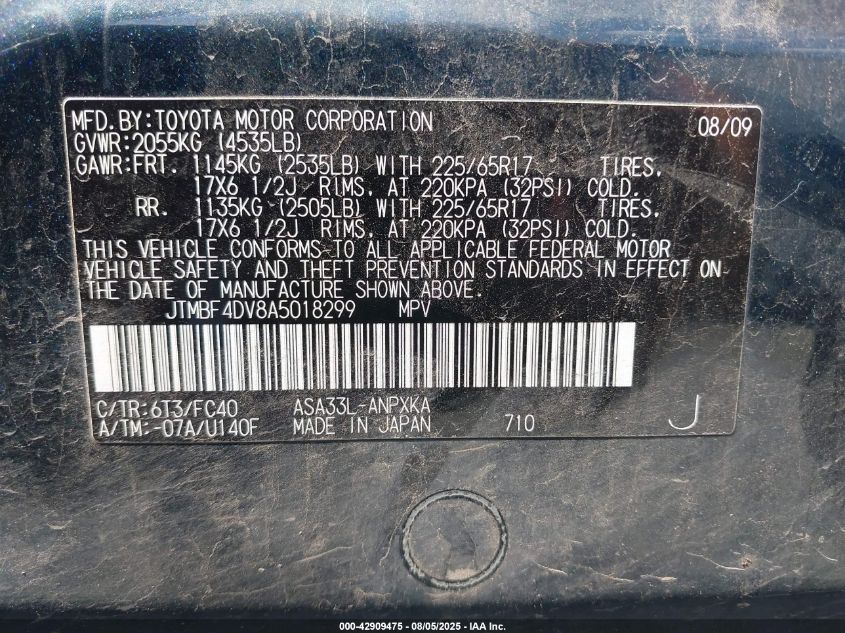 MFD.BY:TOYOTA MOTOR CORPORATION 08/09
GVWR:2055KG (4535LB)
GAWR:FRT. 1145KG (2535LB) WITH 225/65R17 TIRES,
17X6 1/2J RIMS, AT 220KPA (32PSI) COLD.
RR. 1135KG (2505LB) WITH 225/65R17 TIRES,
17X6 1/2J RIMS, AT 220KPA (32PSI) COLD.
THIS VEHICLE CONFORMS TO ALL APPLICABLE FEDERAL MOTOR
VEHICLE SAFETY AND THEFT PREVENTION STANDARDS IN EFFECT ON
THE DATE OF MANUFACTURE SHOWN ABOVE.
JTMBF4DV8A5018299 MPV
C/TR:6T3/FC40 ASA33L-ANPXKA
A/TM:-07A/U140F MADE IN JAPAN 710 J
000-42909475 - 08/05/2025 - IAA Inc.